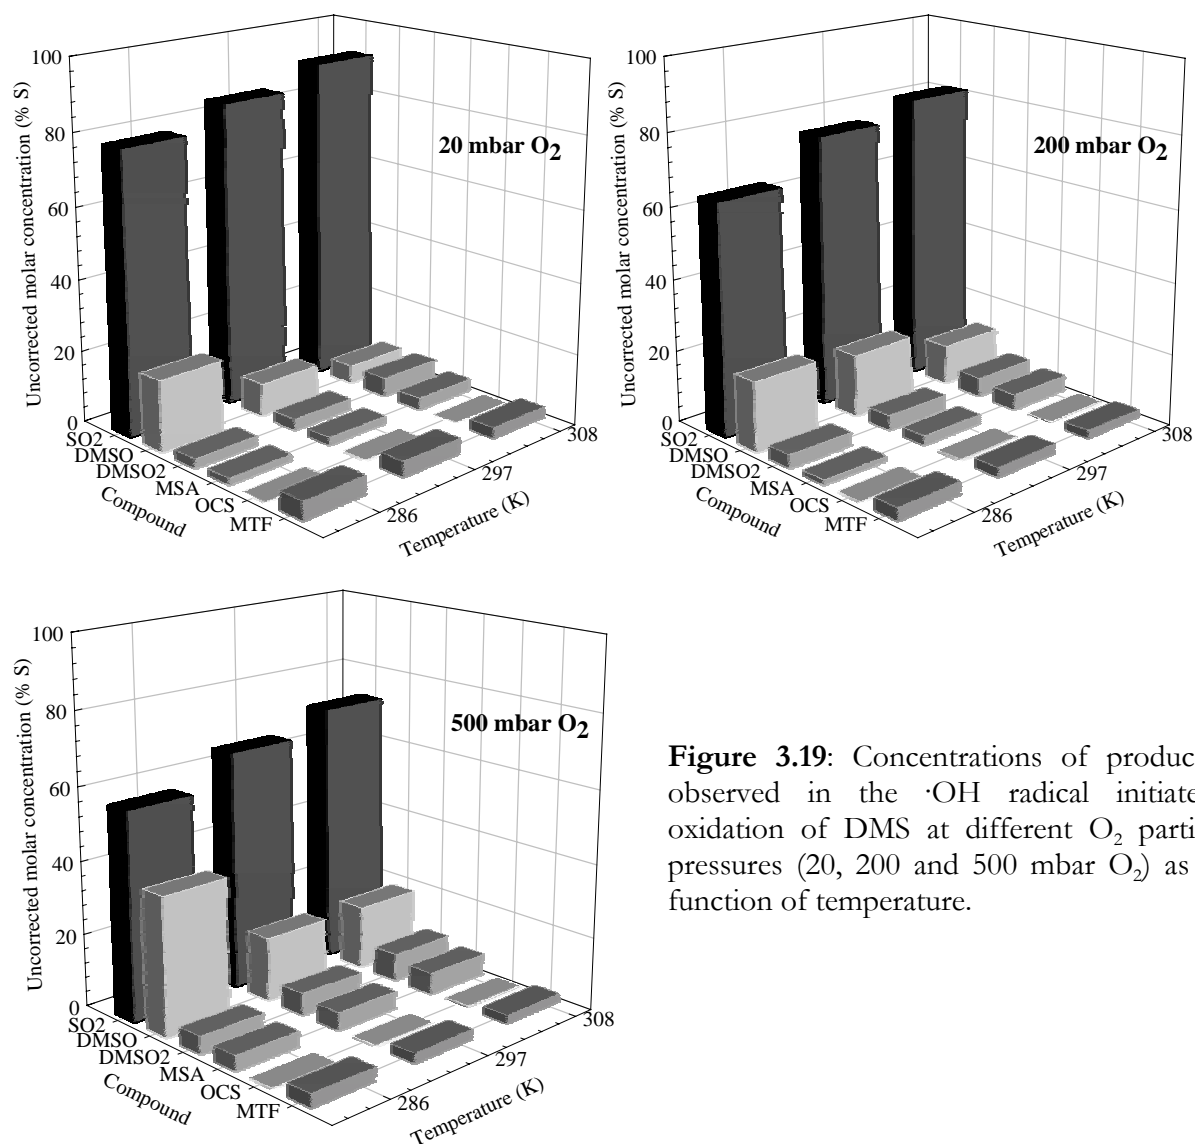 100
80
60
40
20
0
Uncorrected molar concentration (% S)
20 mbar O2
SO2
DMSO
DMSO2
MSA
OCS
MTF
Compound
286
297
308
Temperature (K)
100
80
60
40
20
0
Uncorrected molar concentration (% S)
200 mbar O2
SO2
DMSO
DMSO2
MSA
OCS
MTF
Compound
286
297
308
Temperature (K)
100
80
60
40
20
0
Uncorrected molar concentration (% S)
500 mbar O2
SO2
DMSO
DMSO2
MSA
OCS
MTF
Compound
286
297
308
Temperature (K)
Figure 3.19: Concentrations of produc
observed in the ·OH radical initiate
oxidation of DMS at different O₂ parti
pressures (20, 200 and 500 mbar O₂) as
function of temperature.